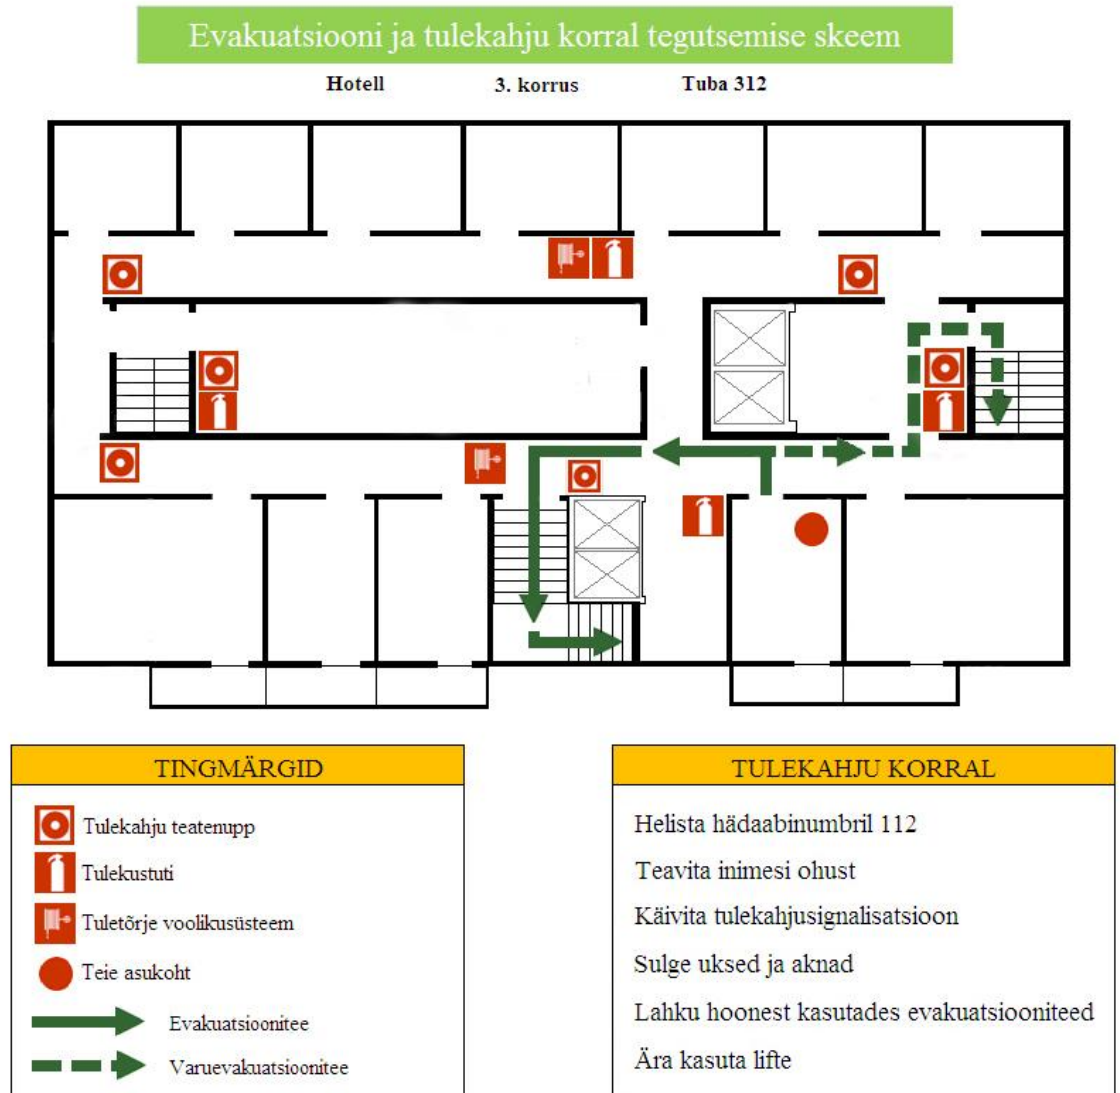 Evakuatsiooni ja tulekahju korral tegutsemise skeem
Hotell 3. korrus Tuba 312
TINGMÄRGID
Tulekahju teatenupp
Tulekustuti
Tuletõrje voolikusüsteem
Teie asukoht
Evakuatsioonitee
Varuevakuatsioonitee
TULEKAHJU KORRAL
Helista hädaabinumbril 112
Teavita inimesi ohust
Käivita tulekahjusignalisatsioon
Sulge uksed ja aknad
Lahku hoonest kasutades evakuatsiooniteed
Ära kasuta lifte